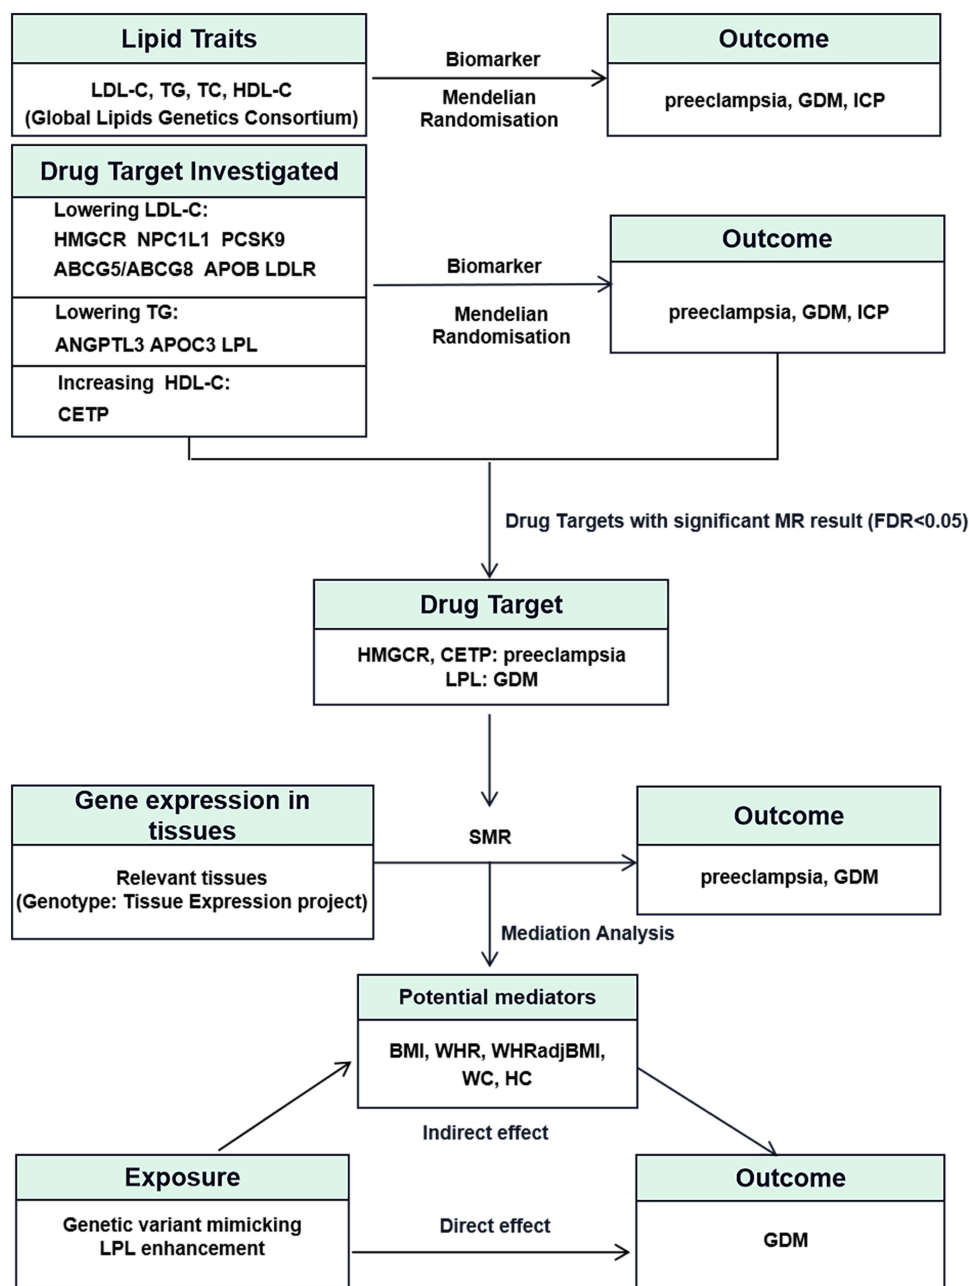 Lipid Traits
LDL-C, TG, TC, HDL-C
(Global Lipids Genetics Consortium)
Biomarker
Mendelian
Randomisation
Outcome
preeclampsia, GDM, ICP
Drug Target Investigated
Lowering LDL-C:
HMGCR NPC1L1 PCSK9
ABCG5/ABCG8 APOB LDLR
Lowering TG:
ANGPTL3 APOC3 LPL
Increasing HDL-C:
CETP
Biomarker
Mendelian
Randomisation
Outcome
preeclampsia, GDM, ICP
Drug Targets with significant MR result (FDR<0.05)
Drug Target
HMGCR, CETP: preeclampsia
LPL: GDM
Gene expression in
tissues
Relevant tissues
(Genotype: Tissue Expression project)
SMR
Outcome
preeclampsia, GDM
Mediation Analysis
Potential mediators
BMI, WHR, WHRadjBMI,
WC, HC
Indirect effect
Exposure
Genetic variant mimicking
LPL enhancement
Direct effect
Outcome
GDM